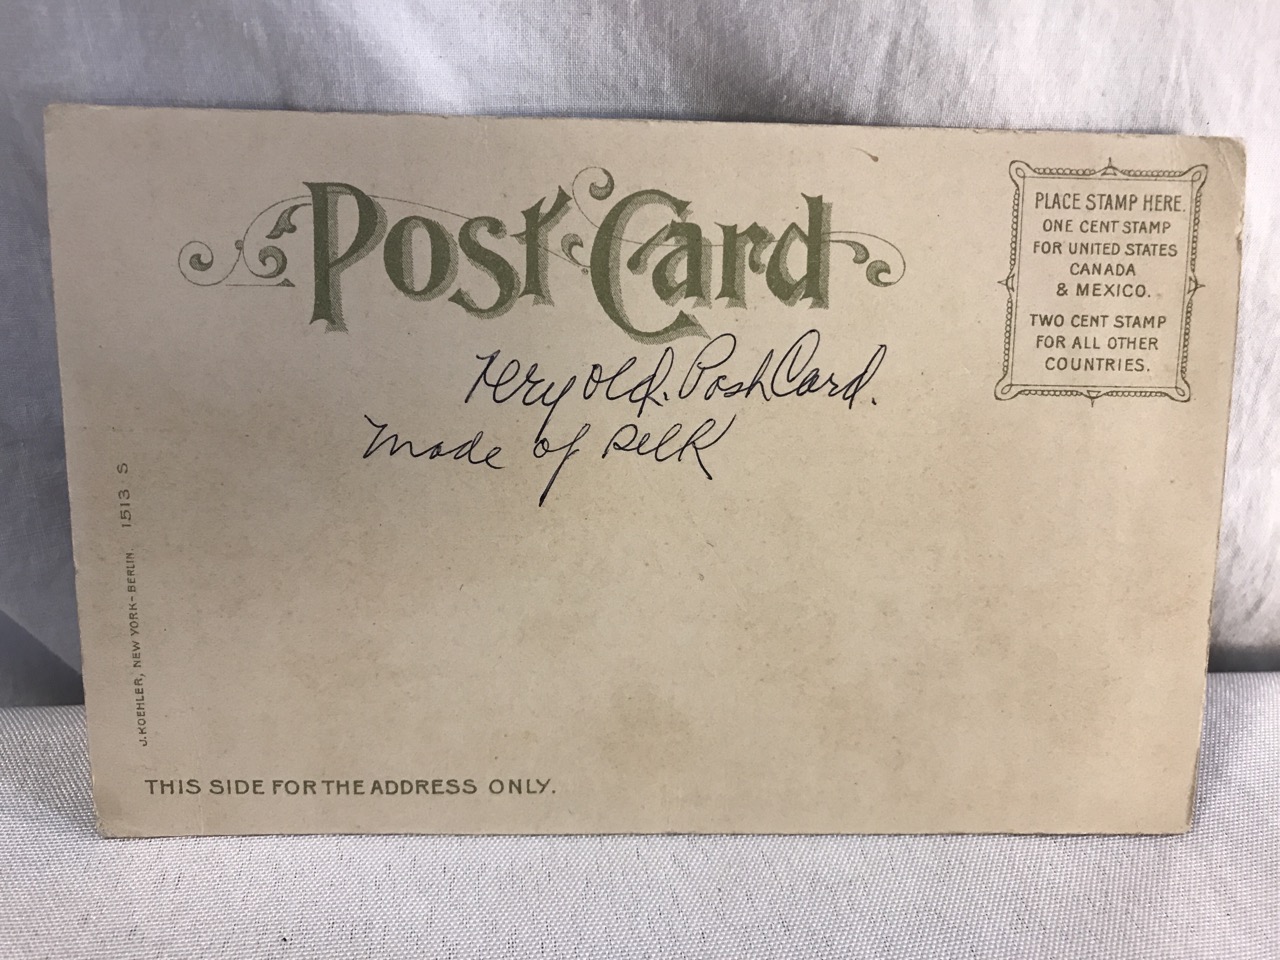 Post Card
PLACE STAMP HERE.
ONE CENT STAMP
FOR UNITED STATES
CANADA
& MEXICO.
TWO CENT STAMP
FOR ALL OTHER
COUNTRIES.
Very old. Post Card.
Made of Silk
1513 S
J. KOEHLER, NEW YORK-BERLIN.
THIS SIDE FOR THE ADDRESS ONLY.